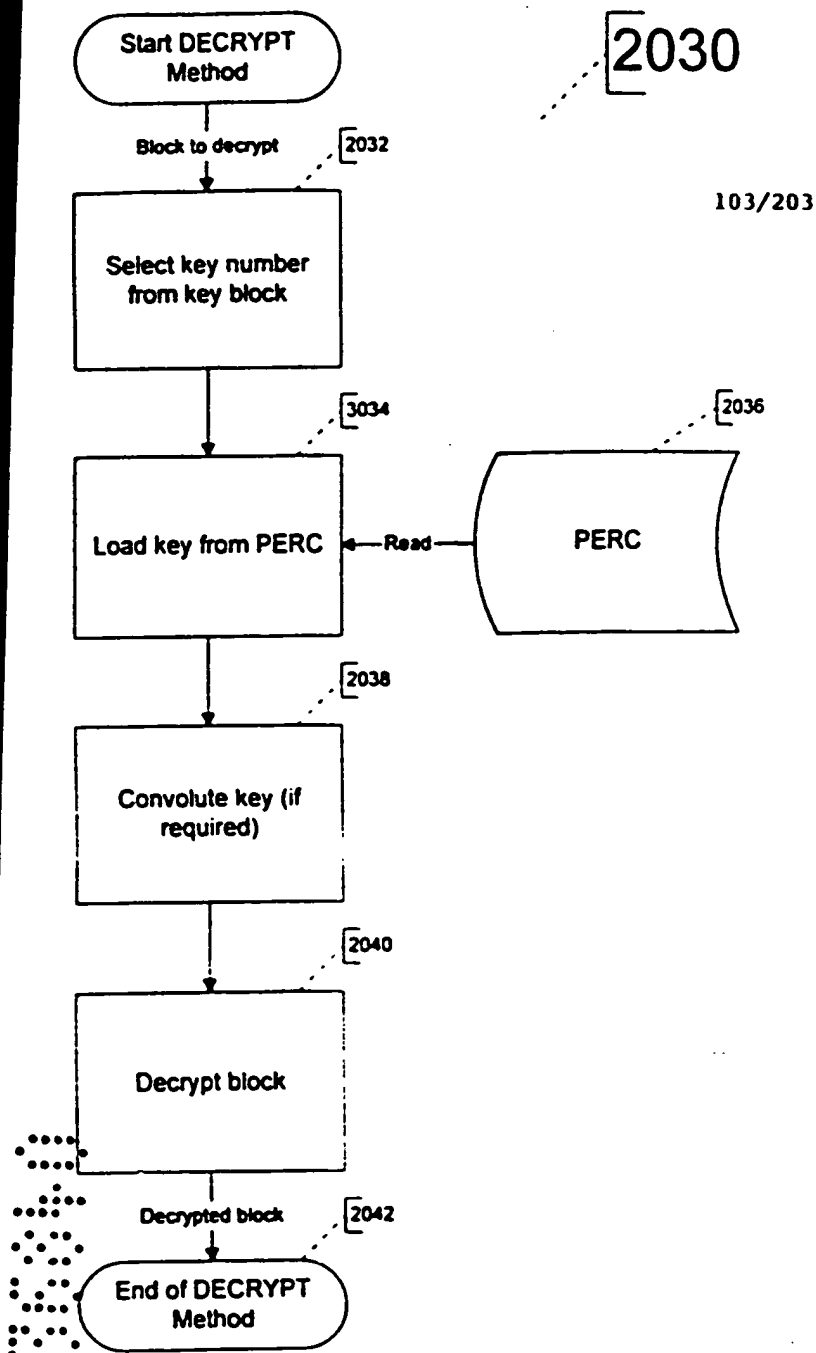 Start DECRYPT
Method
2030
Block to decrypt
2032
103/203
Select key number
from key block
3034
2036
Load key from PERC
Read
PERC
2038
Convolute key (if
required)
2040
Decrypt block
Decrypted block
2042
End of DECRYPT
Method